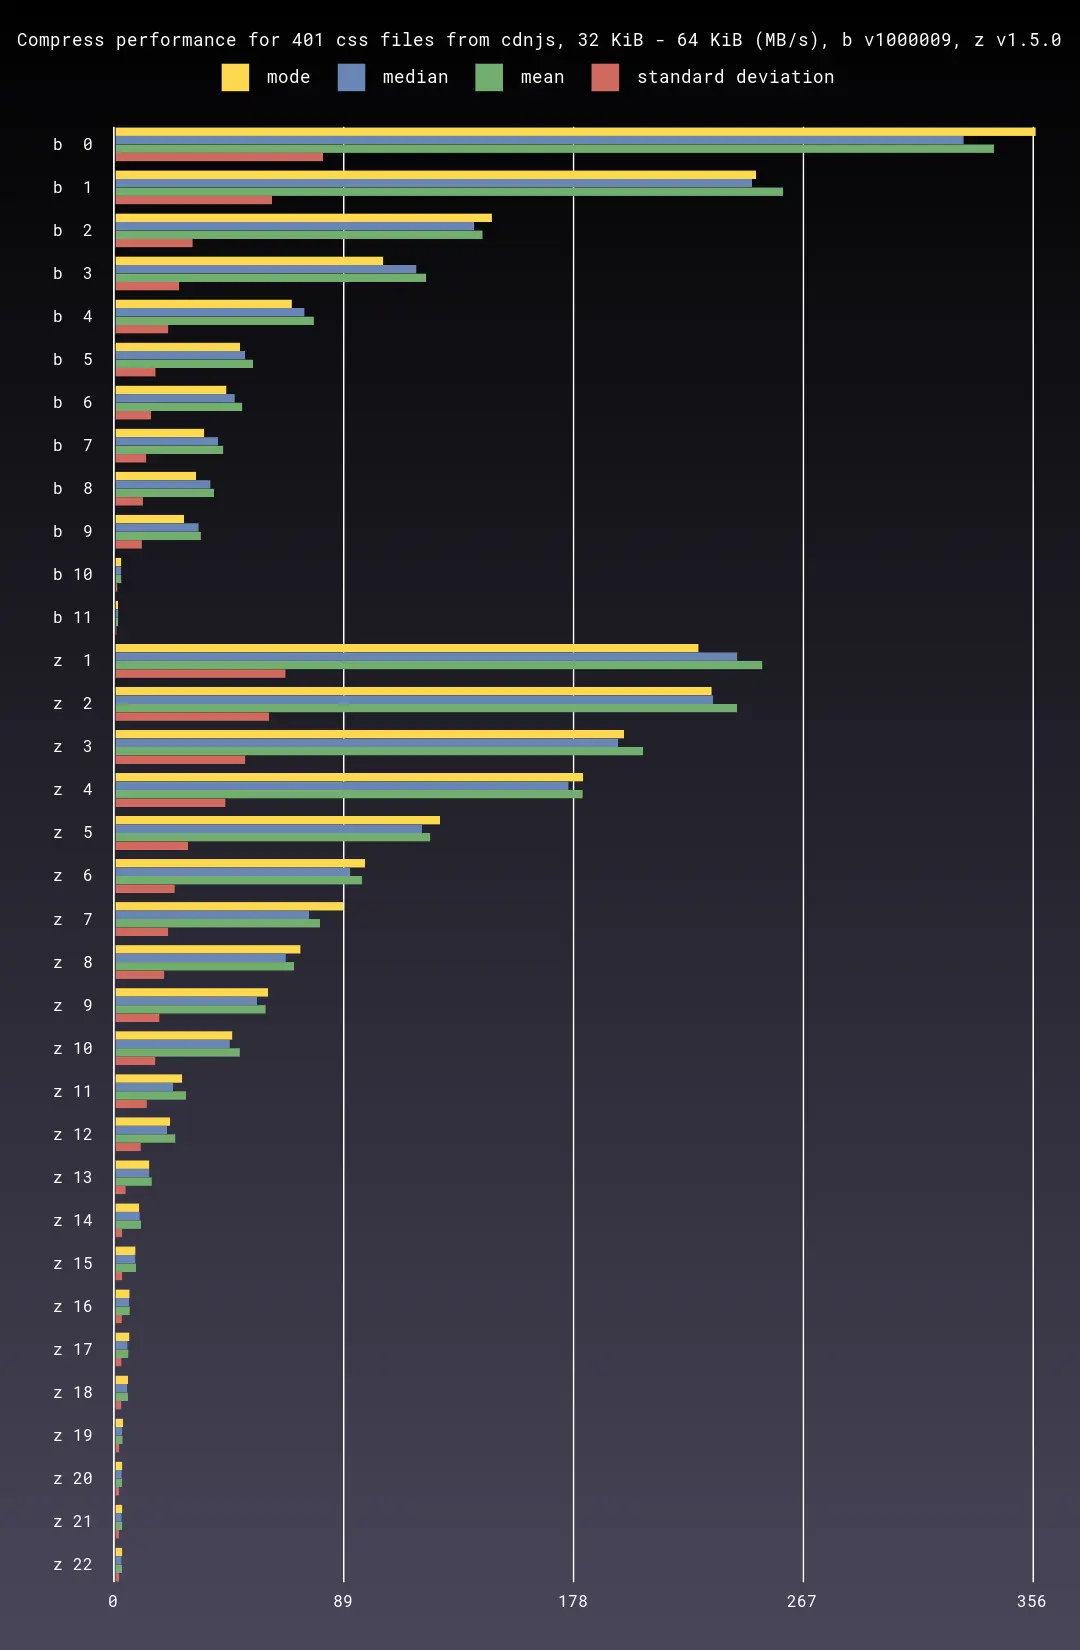 Compress performance for 401 css files from cdnjs, 32 KiB - 64 KiB (MB/s), b v1000009, z v1.5.0
mode median mean standard deviation
b 0
b 1
b 2
b 3
b 4
b 5
b 6
b 7
b 8
b 9
b 10
b 11
z 1
z 2
z 3
z 4
z 5
z 6
z 7
z 8
z 9
z 10
z 11
z 12
z 13
z 14
z 15
z 16
z 17
z 18
z 19
z 20
z 21
z 22
0 89 178 267 356